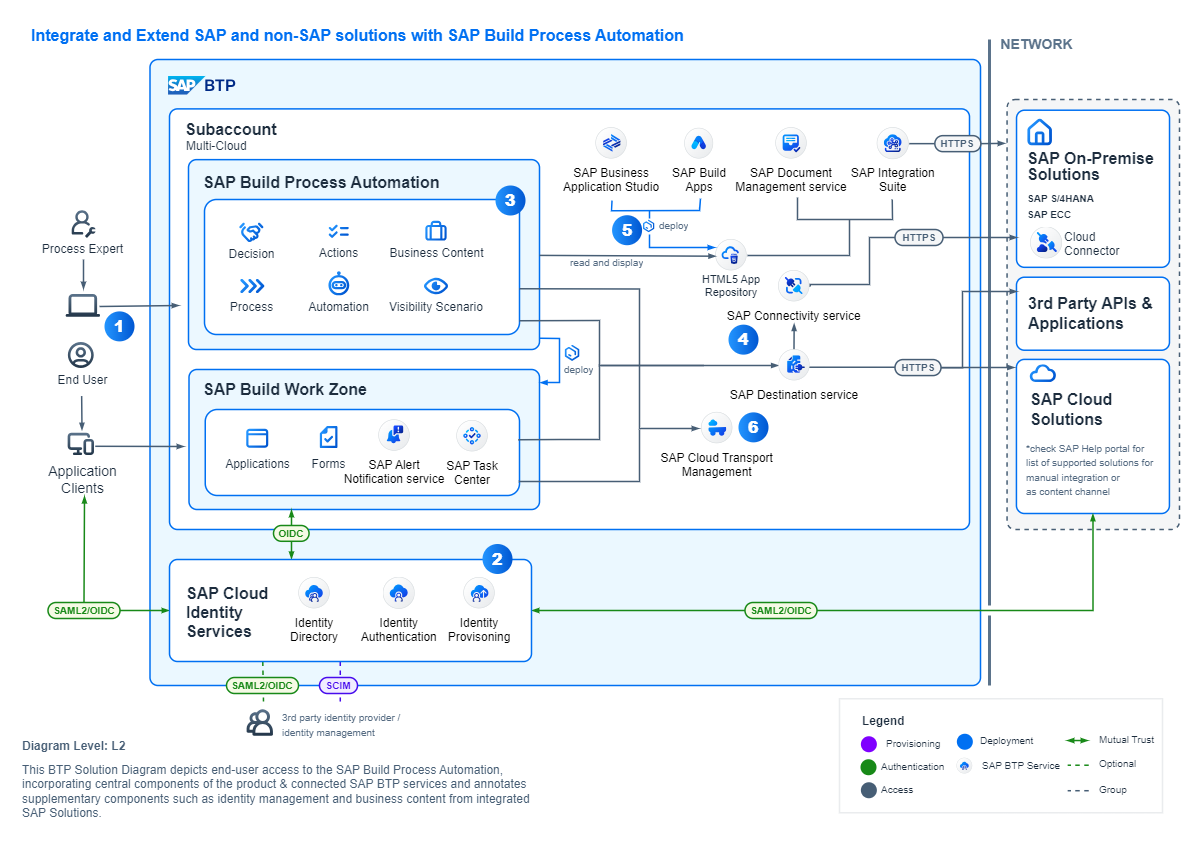 Integrate and Extend SAP and non-SAP solutions with SAP Build Process Automation
NETWORK
SAP BTP
Subaccount
Multi-Cloud
SAP Build Process Automation
3
Decision
Actions
Business Content
Process
Automation
Visibility Scenario
Process Expert
1
End User
Application
Clients
SAP Build Work Zone
Applications
Forms
SAP Alert
Notification service
SAP Task
Center
deploy
SAP Business
Application Studio
SAP Build
Apps
SAP Document
Management service
SAP Integration
Suite
5
deploy
read and display
HTML5 App
Repository
SAP Connectivity service
4
SAP Destination service
6
SAP Cloud Transport
Management
HTTPS
HTTPS
HTTPS
SAP On-Premise
Solutions
SAP S/4HANA
SAP ECC
Cloud
Connector
3rd Party APIs &
Applications
SAP Cloud
Solutions
*check SAP Help portal for
list of supported solutions for
manual integration or
as content channel
OIDC
2
SAP Cloud
Identity
Services
Identity
Directory
Identity
Authentication
Identity
Provisoning
SAML2/OIDC
SAML2/OIDC
SAML2/OIDC
SCIM
3rd party identity provider /
identity management
Diagram Level: L2
This BTP Solution Diagram depicts end-user access to the SAP Build Process Automation,
incorporating central components of the product & connected SAP BTP services and annotates
supplementary components such as identity management and business content from integrated
SAP Solutions.
Legend
Provisioning
Deployment
Mutual Trust
Authentication
SAP BTP Service
Optional
Access
Group